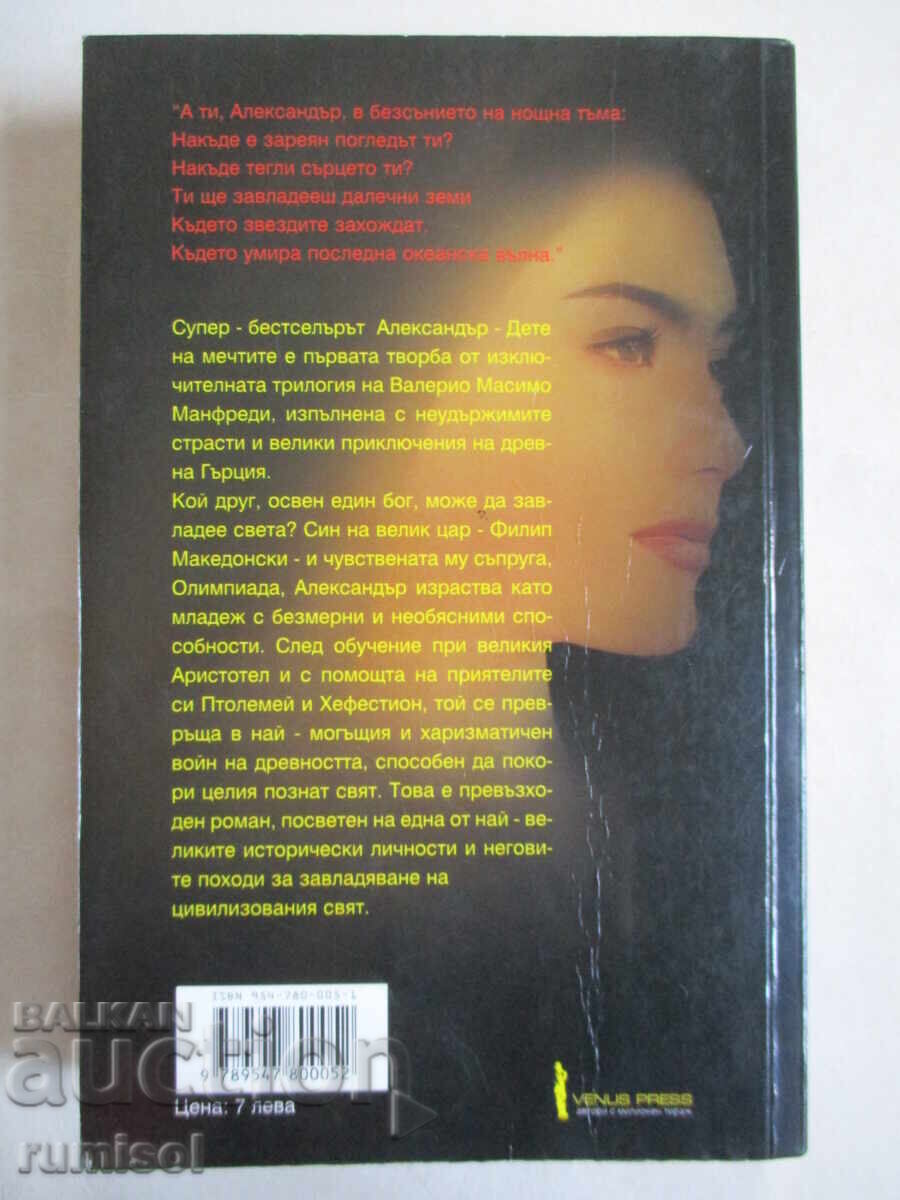 "А ти, Александър, в безсънието на нощна тъма:
Накъде е зареян погледът ти?
Накъде тегли сърцето ти?
Ти ще завладееш далечни земи
Където звездите захождат,
Където умира последна океанска вълна."
Супер - бестселърът Александър - Дете
на мечтите е първата творба от изклю-
чителната трилогия на Валерио Масимо
Манфреди, изпълнена с неудържимите
страсти и велики приключения на древ-
на Гърция.
Кой друг, освен един бог, може да зав-
ладее света? Син на велик цар - Филип
Македонски - и чувствената му съпруга,
Олимпиада, Александър израства като
младеж с безмерни и необясними спо-
собности. След обучение при великия
Аристотел и с помощта на приятелите
си Птолемей и Хефестион, той се прев-
ръща в най - могъщия и харизматичен
войн на древността, способен да поко-
ри целия познат свят. Това е превъзхо-
ден роман, посветен на една от най - ве-
ликите исторически личности и негови-
те походи за завладяване на
цивилизования свят.
ISBN 954-780-005-1
9 789547 800052
Цена: 7 лева
VENUS PRESS
автори с милионен тираж
BALKAN
auction
rumisol